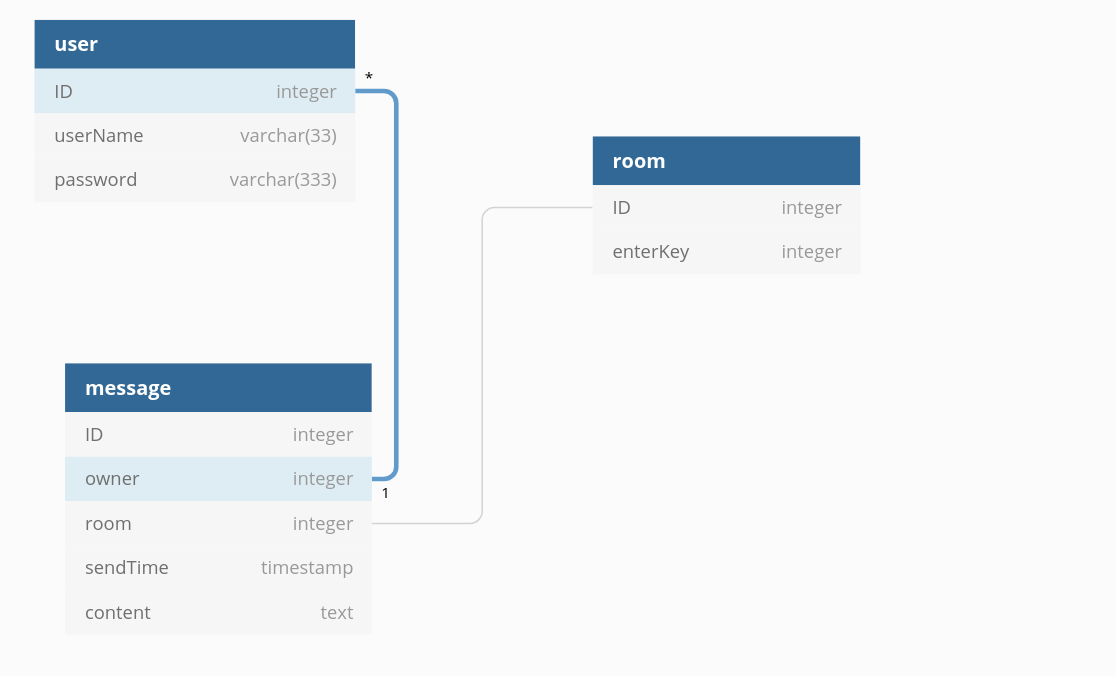 user
ID integer
*
userName varchar(33)
password varchar(333)
room
ID integer
enterKey integer
message
ID integer
owner integer
1
room integer
sendTime timestamp
content text